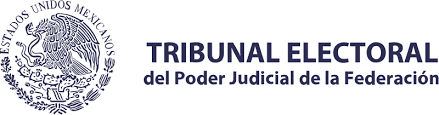 ESTADOS UNIDOS MEXICANOS
TRIBUNAL ELECTORAL
del Poder Judicial de la Federación